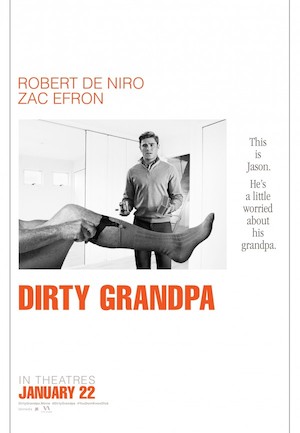 ROBERT DE NIRO
ZAC EFRON
This
is
Jason.
He's
a little
worried
about
his
grandpa.
DIRTY GRANDPA
IN THEATRES
JANUARY 22